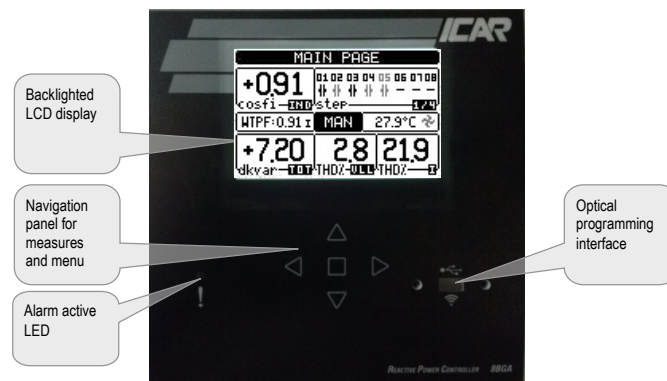 ICAR
MAIN PAGE
+0.91
01 02 03 04 05 06 07 08
cosfi IND step 1/4
WTPF:0.91 I MAN 27.9°C
+7.20 2.8 21.9
dkvar TOT THD% VLL THD% I
Backlighted
LCD display
Navigation
panel for
measures
and menu
Alarm active
LED
!
Optical
programming
interface
REACTIVE POWER CONTROLLER 8BGA